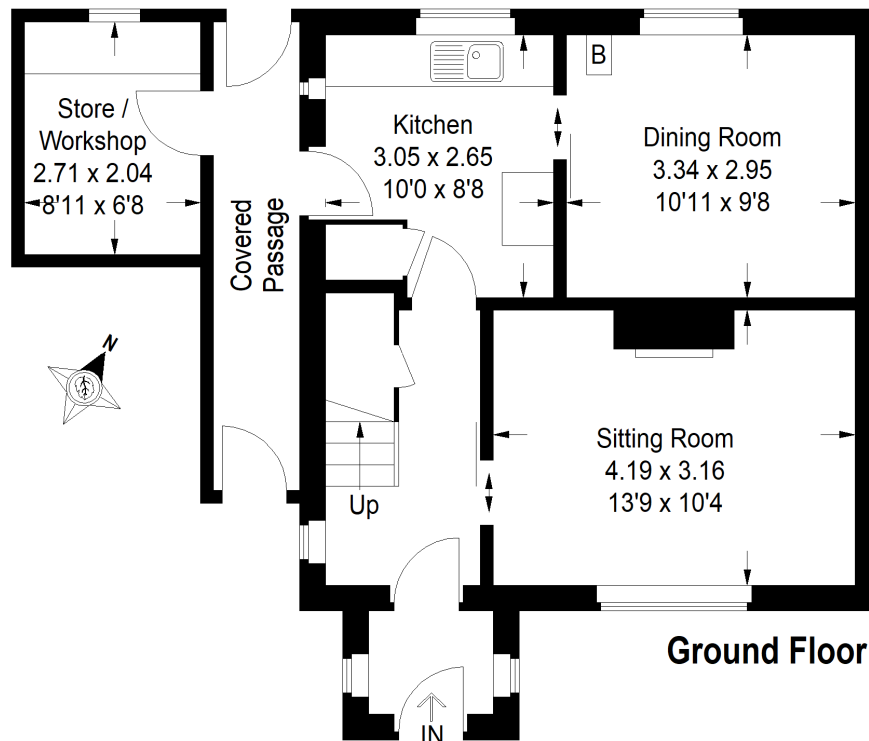 Store /
Workshop
2.71 x 2.04
8'11 x 6'8
Covered
Passage
Kitchen
3.05 x 2.65
10'0 x 8'8
B
Dining Room
3.34 x 2.95
10'11 x 9'8
N
Up
Sitting Room
4.19 x 3.16
13'9 x 10'4
IN
Ground Floor